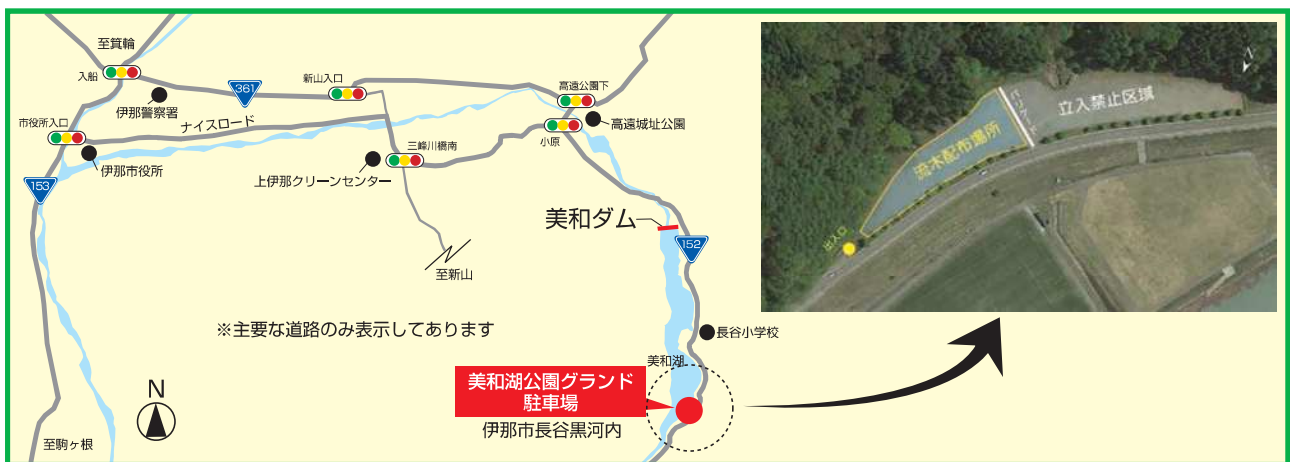 至箕輪
入船
伊那警察署
361
新山入口
高遠公園下
高遠城址公園
市役所入口
ナイスロード
伊那市役所
三峰川橋南
小原
上伊那クリーンセンター
153
美和ダム
152
至新山
※主要な道路のみ表示してあります
長谷小学校
美和湖
美和湖公園グランド
駐車場
伊那市長谷黒河内
N
至駒ヶ根
立入禁止区域
流木配布場所
出入口
N